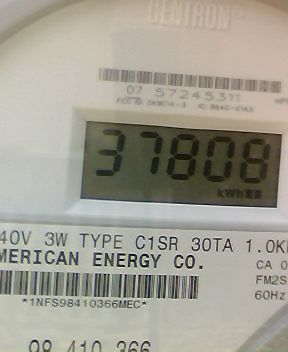 CENTRON
07 57245311
37808
kWh
40V 3W TYPE C1SR 30TA 1.0K
MERICAN ENERGY CO.
CA 0
FM2S
60Hz
*1NFS98410366MEC*
98 410 366